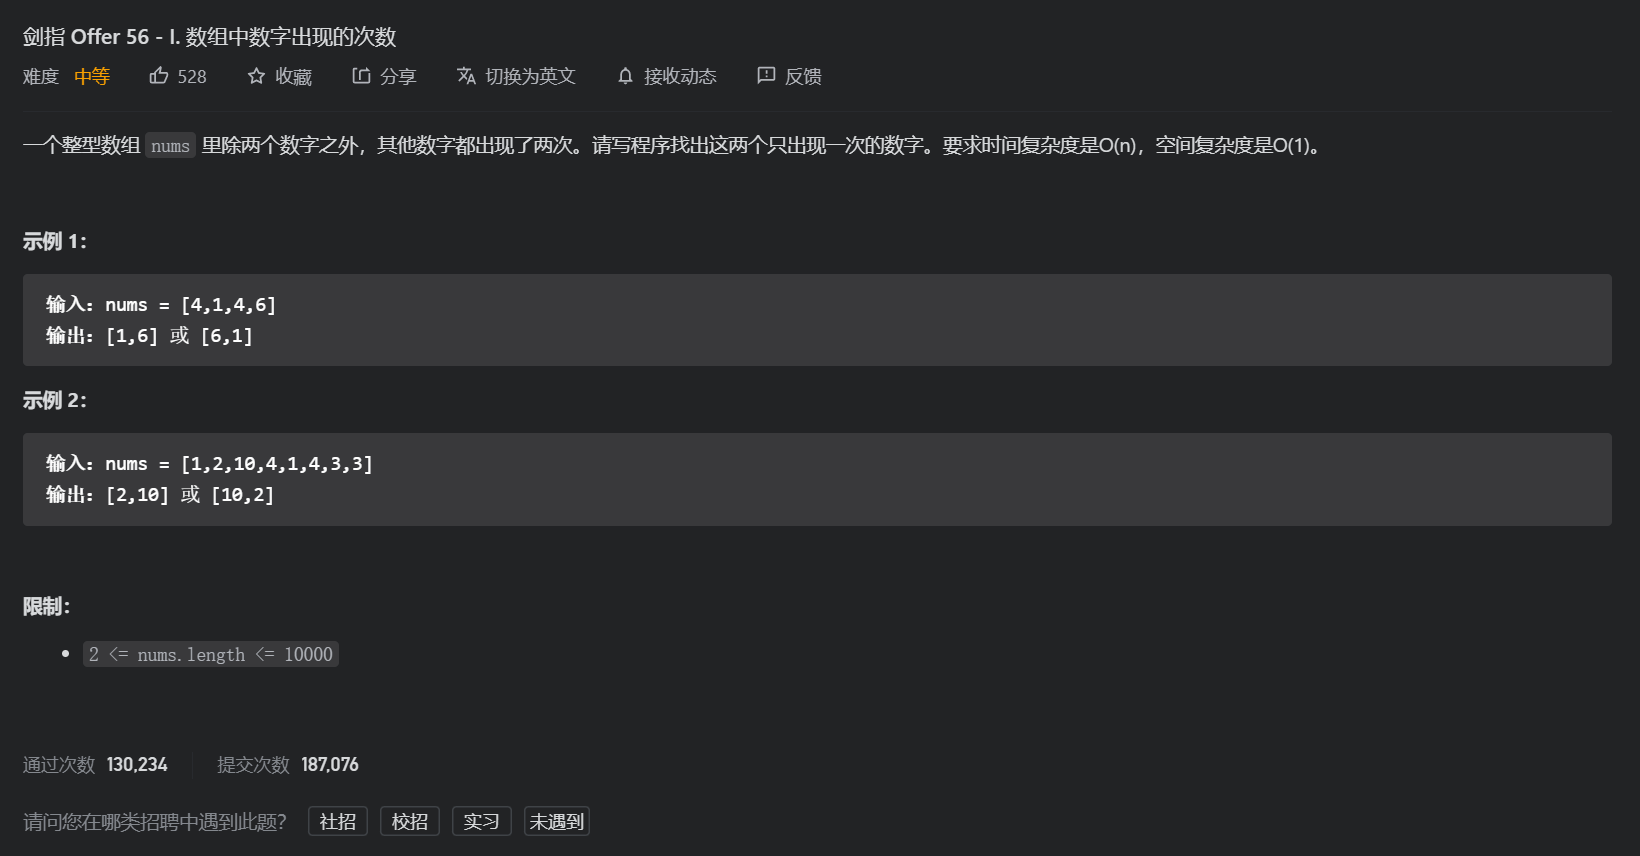 剑指 Offer 56 - I. 数组中数字出现的次数
难度 中等 528 收藏 分享 切换为英文 接收动态 反馈
一个整型数组 nums 里除两个数字之外，其他数字都出现了两次。请写程序找出这两个只出现一次的数字。要求时间复杂度是O(n)，空间复杂度是O(1)。
示例 1：
输入：nums = [4,1,4,6]
输出：[1,6] 或 [6,1]
示例 2：
输入：nums = [1,2,10,4,1,4,3,3]
输出：[2,10] 或 [10,2]
限制：
2 <= nums.length <= 10000
通过次数 130,234 提交次数 187,076
请问您在哪类招聘中遇到此题？ 社招 校招 实习 未遇到